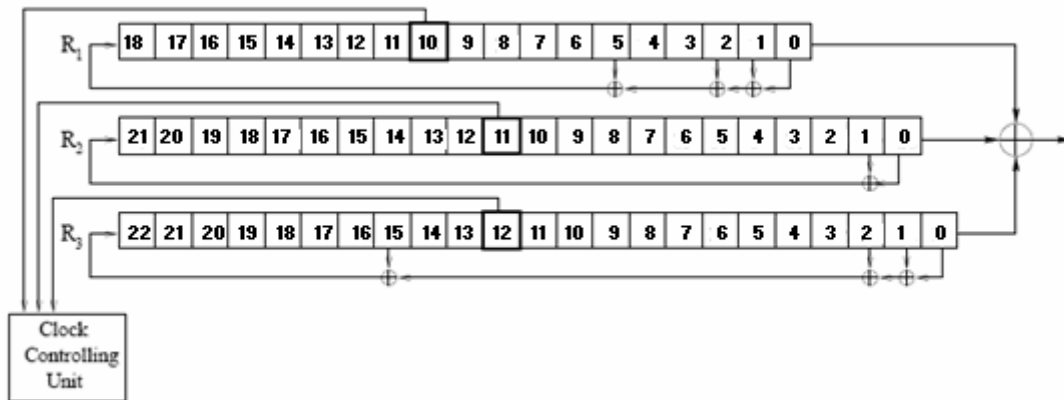 R1 18 17 16 15 14 13 12 11 10 9 8 7 6 5 4 3 2 1 0
R2 21 20 19 18 17 16 15 14 13 12 11 10 9 8 7 6 5 4 3 2 1 0
R3 22 21 20 19 18 17 16 15 14 13 12 11 10 9 8 7 6 5 4 3 2 1 0
Clock
Controlling
Unit